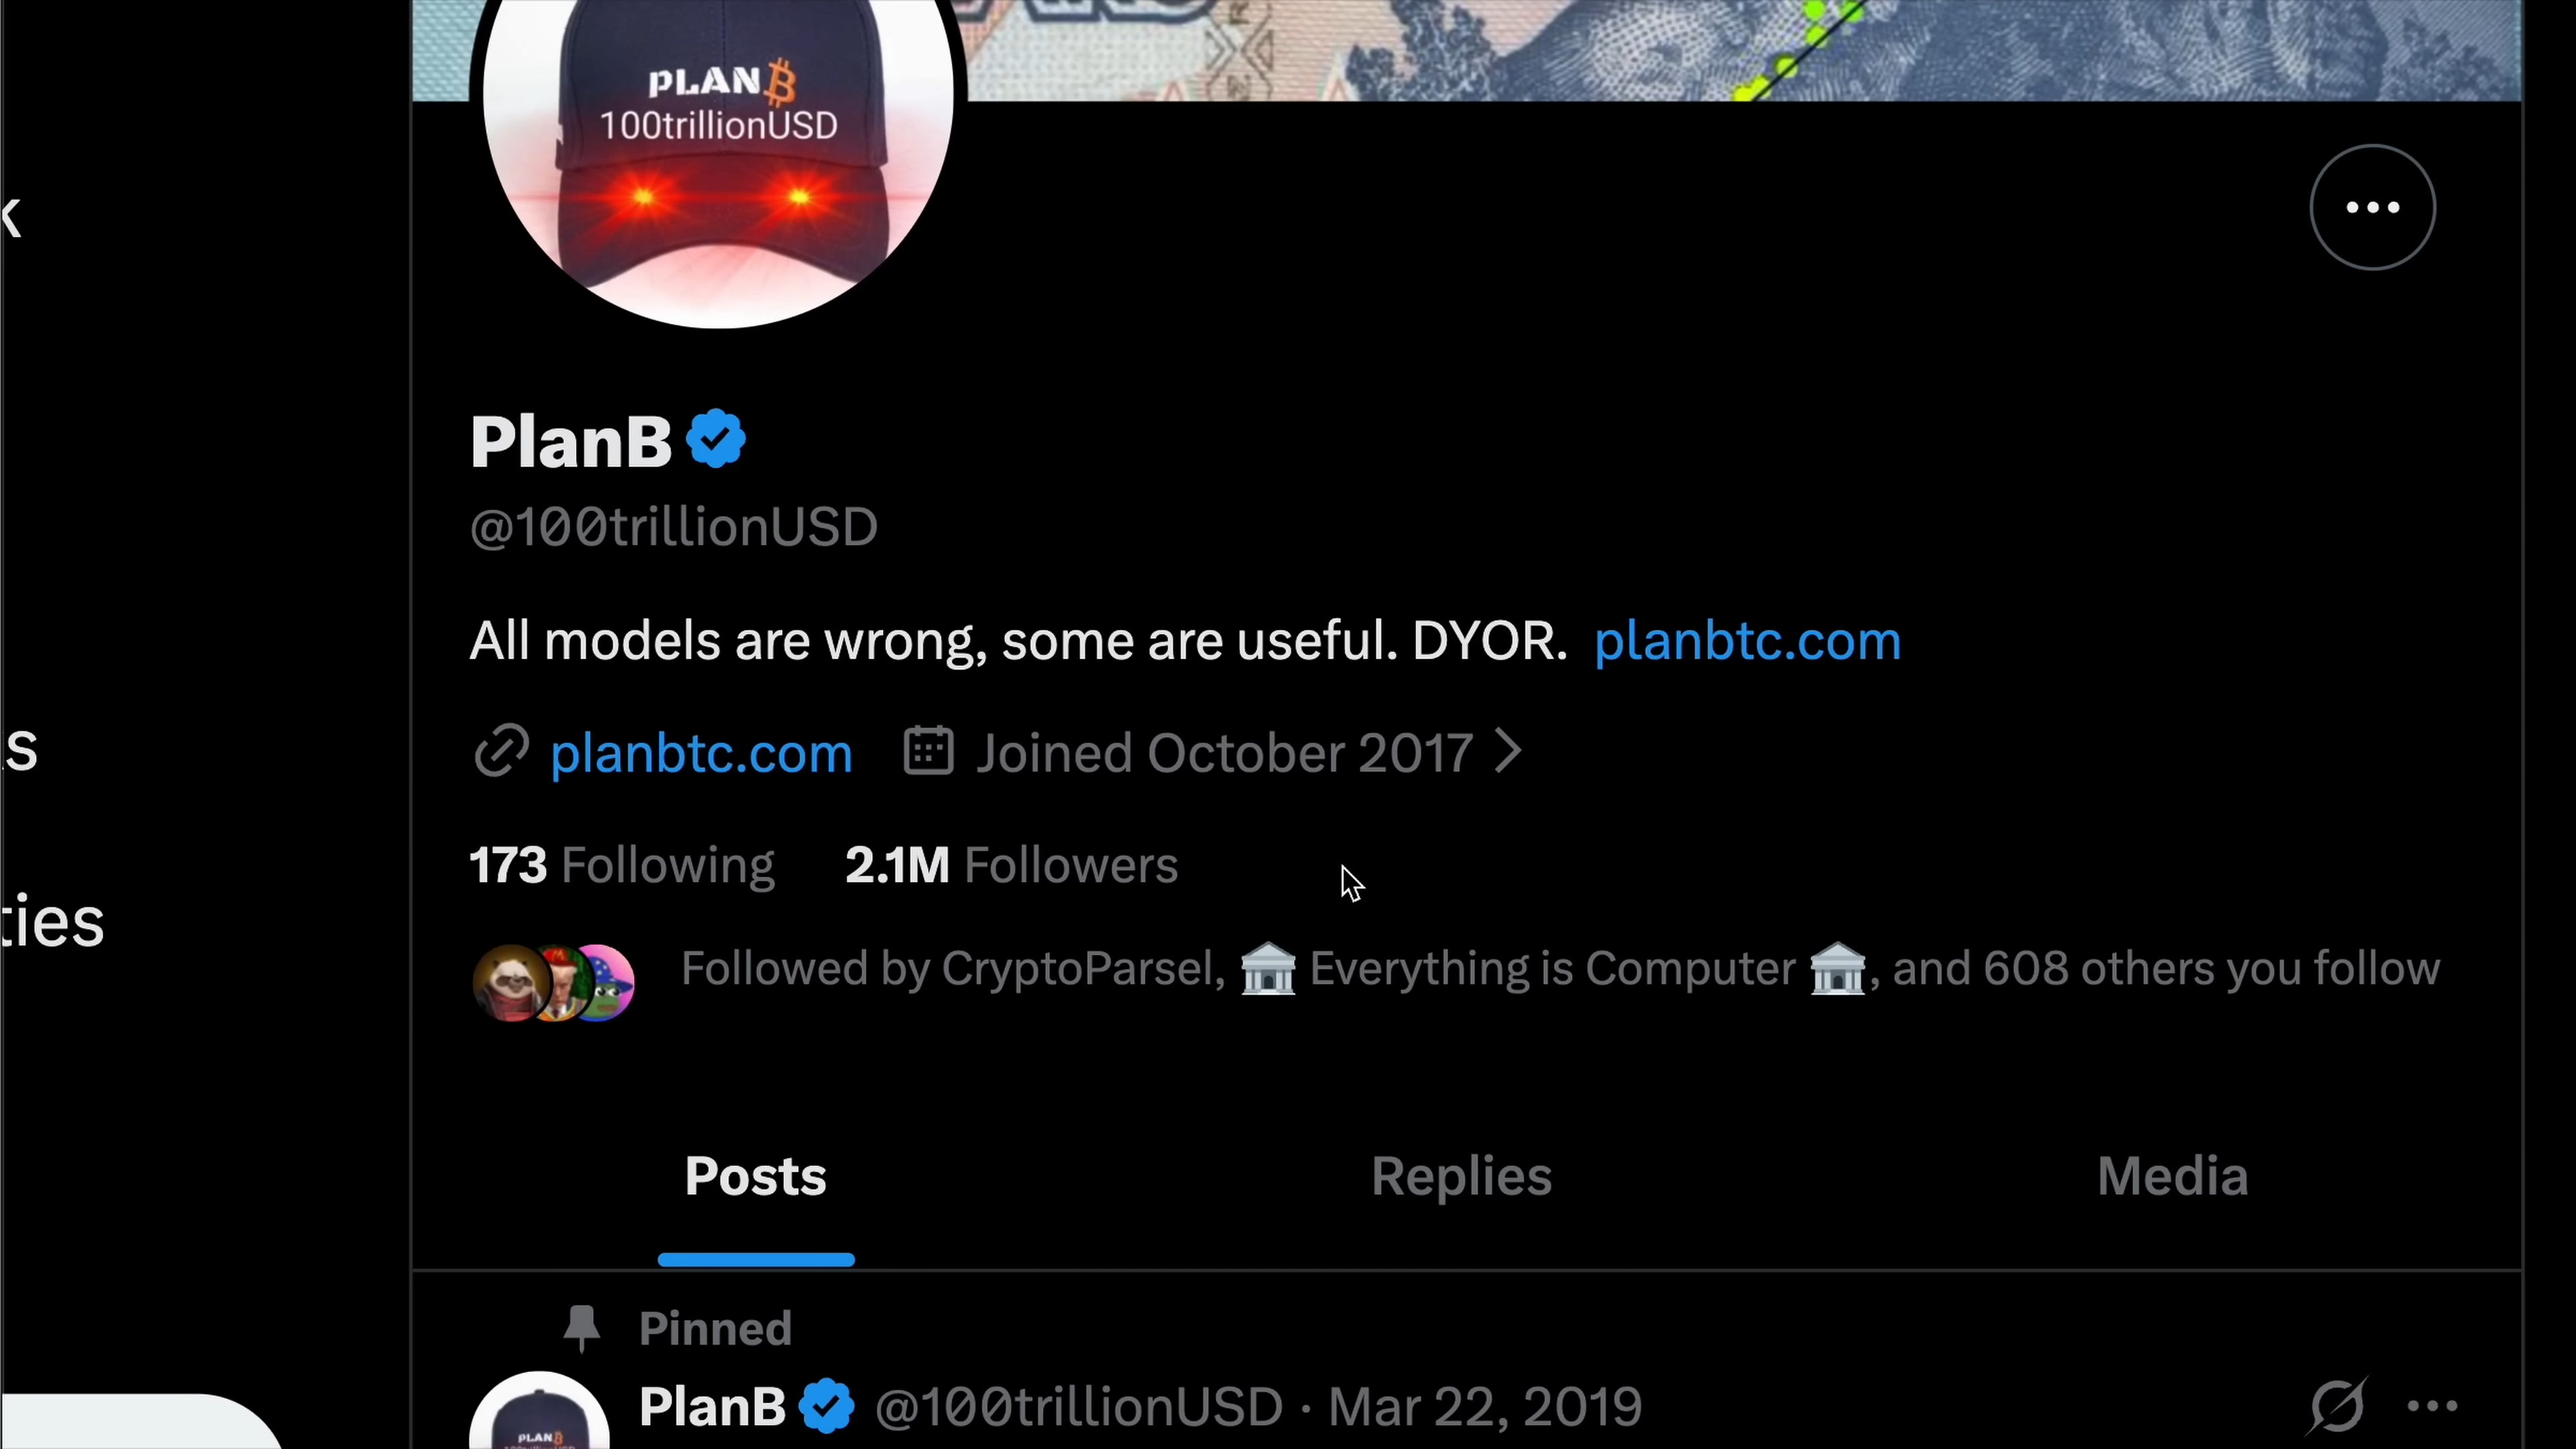 PLAN₿
100trillionUSD
k
PlanB
@100trillionUSD
All models are wrong, some are useful. DYOR. planbtc.com
s
planbtc.com Joined October 2017
173 Following 2.1M Followers
ties
Followed by CryptoParsel, 🏛️ Everything is Computer 🏛️, and 608 others you follow
Posts Replies Media
Pinned
PlanB @100trillionUSD · Mar 22, 2019
PLAN₿